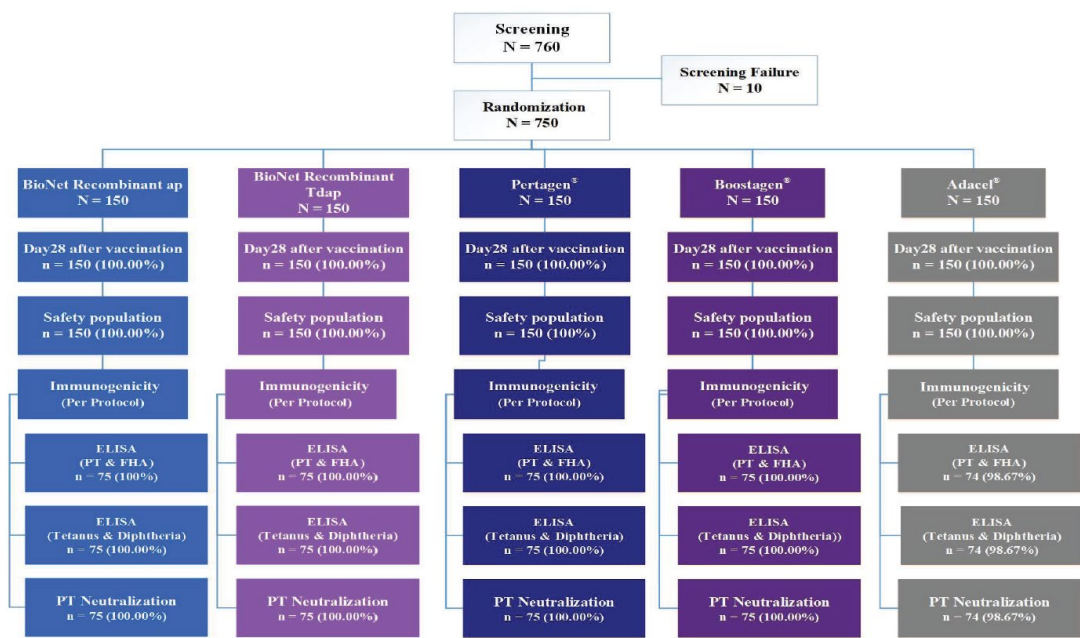 Screening
N = 760
Screening Failure
N = 10
Randomization
N = 750
BioNet Recombinant ap
N = 150
Day28 after vaccination
n = 150 (100.00%)
Safety population
n = 150 (100.00%)
Immunogenicity
(Per Protocol)
ELISA
(PT & FHA)
n = 75 (100%)
ELISA
(Tetanus & Diphtheria)
n = 75 (100.00%)
PT Neutralization
n = 75 (100.00%)
BioNet Recombinant
Tdap
N = 150
Day28 after vaccination
n = 150 (100.00%)
Safety population
n = 150 (100.00%)
Immunogenicity
(Per Protocol)
ELISA
(PT & FHA)
n = 75 (100.00%)
ELISA
(Tetanus & Diphtheria)
n = 75 (100.00%)
PT Neutralization
n = 75 (100.00%)
Pertagen®
N = 150
Day28 after vaccination
n = 150 (100.00%)
Safety population
n = 150 (100%)
Immunogenicity
(Per Protocol)
ELISA
(PT & FHA)
n = 75 (100.00%)
ELISA
(Tetanus & Diphtheria)
n = 75 (100.00%)
PT Neutralization
n = 75 (100.00%)
Boostagen®
N = 150
Day28 after vaccination
n = 150 (100.00%)
Safety population
n = 150 (100.00%)
Immunogenicity
(Per Protocol)
ELISA
(PT & FHA)
n = 75 (100.00%)
ELISA
(Tetanus & Diphtheria))
n = 75 (100.00%)
PT Neutralization
n = 75 (100.00%)
Adacel®
N = 150
Day28 after vaccination
n = 150 (100.00%)
Safety population
n = 150 (100.00%)
Immunogenicity
(Per Protocol)
ELISA
(PT & FHA)
n = 74 (98.67%)
ELISA
(Tetanus & Diphtheria)
n = 74 (98.67%)
PT Neutralization
n = 74 (98.67%)